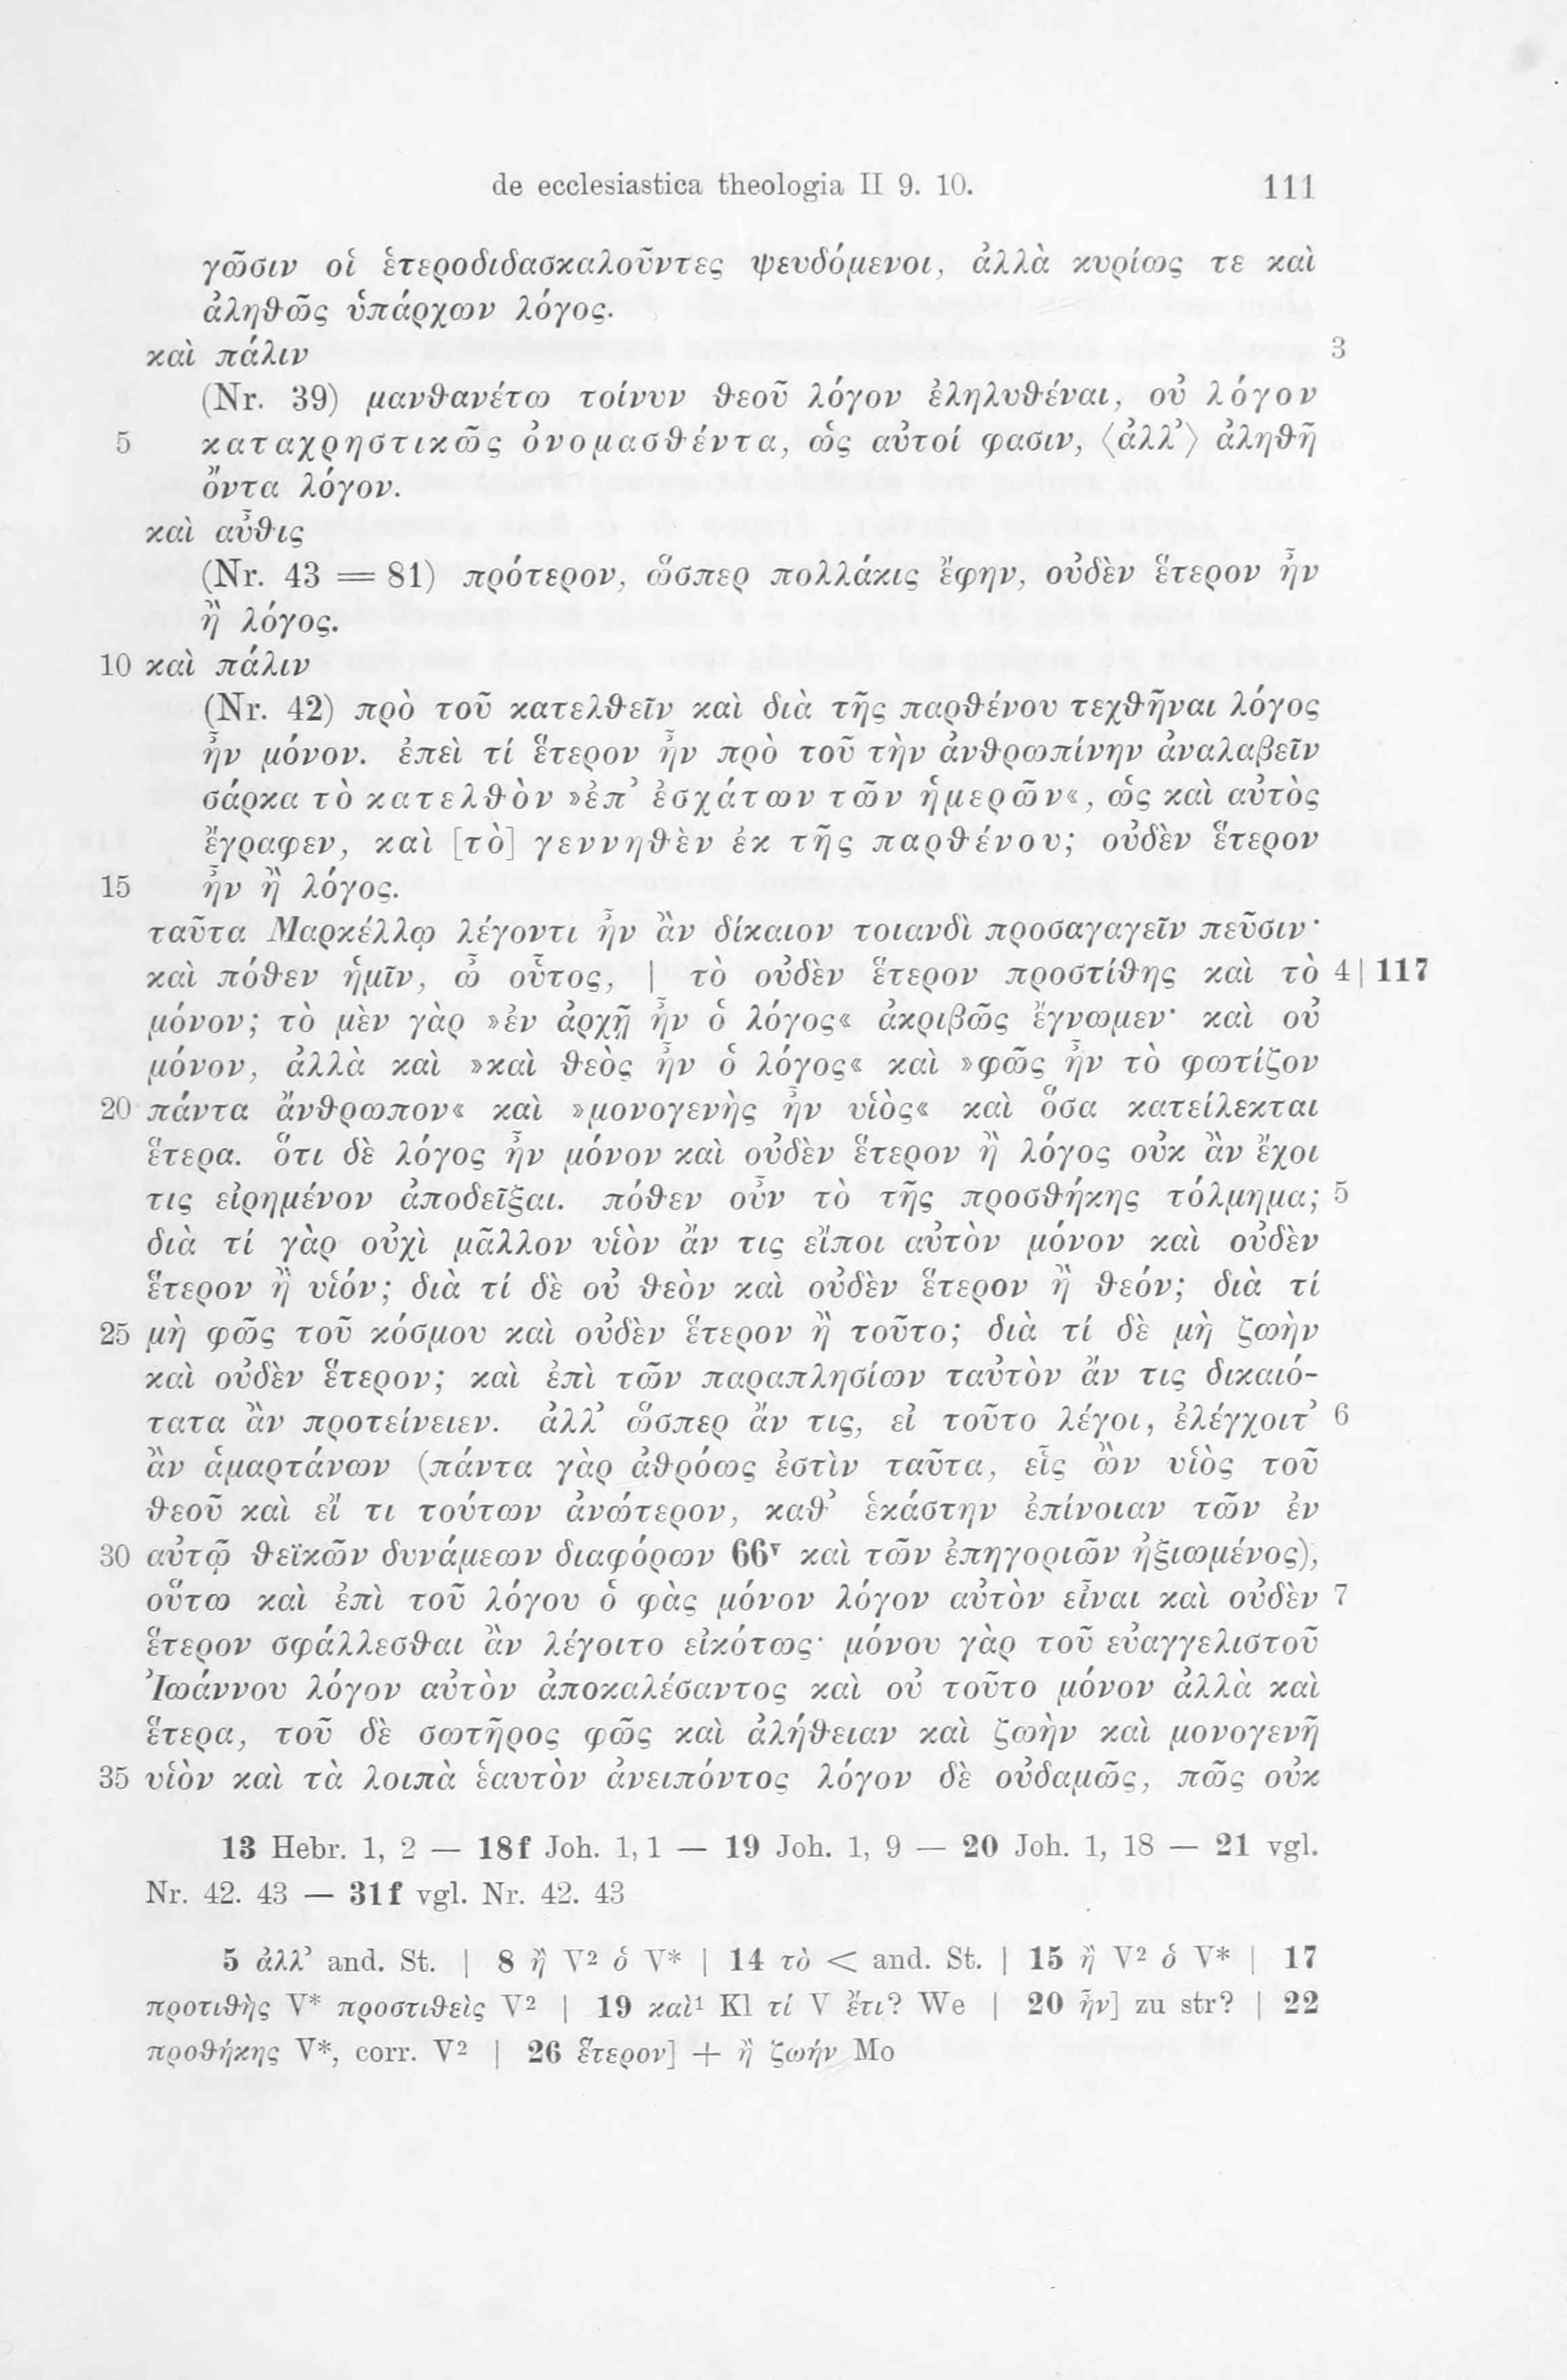 de ecclesiastica theologia II 9. 10. 111
γῶσιν οἱ ἑτεροδιδασκαλοῦντες ψευδόμενοι, ἀλλὰ κυρίως τε καὶ
ἀληθῶς ὑπάρχων λόγος.
καὶ πάλιν 3
(Nr. 39) μανθανέτω τοίνυν θεοῦ λόγον ἐληλυθέναι, οὐ λόγον
5 καταχρηστικῶς ὀνομασθέντα, ὡς αὐτοί φασιν, ⟨ἀλλ’⟩ ἀληθῆ
ὄντα λόγον.
καὶ αὖθις
(Nr. 43 = 81) πρότερον, ὥσπερ πολλάκις ἔφην, οὐδὲν ἕτερον ἦν
ἢ λόγος.
10 καὶ πάλιν
(Nr. 42) πρὸ τοῦ κατελθεῖν καὶ διὰ τῆς παρθένου τεχθῆναι λόγος
ἦν μόνον. ἐπεὶ τί ἕτερον ἦν πρὸ τοῦ τὴν ἀνθρωπίνην ἀναλαβεῖν
σάρκα τὸ κατελθὸν »ἐπ’ ἐσχάτων τῶν ἡμερῶν«, ὡς καὶ αὐτὸς
ἔγραφεν, καὶ [τὸ] γεννηθὲν ἐκ τῆς παρθένου; οὐδὲν ἕτερον
15 ἦν ἢ λόγος.
ταῦτα Μαρκέλλῳ λέγοντι ἦν ἂν δίκαιον τοιανδὶ προσαγαγεῖν πεῦσιν·
καὶ πόθεν ἡμῖν, ὦ οὗτος, | τὸ οὐδὲν ἕτερον προστίθης καὶ τὸ 4 | 117
μόνον; τὸ μὲν γὰρ »ἐν ἀρχῇ ἦν ὁ λόγος« ἀκριβῶς ἔγνωμεν· καὶ οὐ
μόνον, ἀλλὰ καὶ »καὶ θεὸς ἦν ὁ λόγος« καὶ »φῶς ἦν τὸ φωτίζον
20 πάντα ἄνθρωπον« καὶ »μονογενὴς ἦν υἱὸς« καὶ ὅσα κατείλεκται
ἕτερα. ὅτι δὲ λόγος ἦν μόνον καὶ οὐδὲν ἕτερον ἢ λόγος οὐκ ἂν ἔχοι
τις εἰρημένον ἀποδεῖξαι. πόθεν οὖν τὸ τῆς προσθήκης τόλμημα; 5
διὰ τί γὰρ οὐχὶ μᾶλλον υἱὸν ἄν τις εἴποι αὐτὸν μόνον καὶ οὐδὲν
ἕτερον ἢ υἱόν; διὰ τί δὲ οὐ θεὸν καὶ οὐδὲν ἕτερον ἢ θεόν; διὰ τί
25 μὴ φῶς τοῦ κόσμου καὶ οὐδὲν ἕτερον ἢ τοῦτο; διὰ τί δὲ μὴ ζωὴν
καὶ οὐδὲν ἕτερον; καὶ ἐπὶ τῶν παραπλησίων ταὐτὸν ἄν τις δικαιό-
τατα ἂν προτείνειεν. ἀλλ’ ὥσπερ ἄν τις, εἰ τοῦτο λέγοι, ἐλέγχοιτ’ 6
ἂν ἁμαρτάνων (πάντα γὰρ ἀθρόως ἐστὶν ταῦτα, εἷς ὢν υἱὸς τοῦ
θεοῦ καὶ εἴ τι τούτων ἀνώτερον, καθ’ ἑκάστην ἐπίνοιαν τῶν ἐν
30 αὐτῷ θεϊκῶν δυνάμεων διαφόρων 66ᵛ καὶ τῶν ἐπηγοριῶν ἠξιωμένος),
οὕτω καὶ ἐπὶ τοῦ λόγου ὁ φὰς μόνον λόγον αὐτὸν εἶναι καὶ οὐδὲν 7
ἕτερον σφάλλεσθαι ἂν λέγοιτο εἰκότως· μόνου γὰρ τοῦ εὐαγγελιστοῦ
Ἰωάννου λόγον αὐτὸν ἀποκαλέσαντος καὶ οὐ τοῦτο μόνον ἀλλὰ καὶ
ἕτερα, τοῦ δὲ σωτῆρος φῶς καὶ ἀλήθειαν καὶ ζωὴν καὶ μονογενῆ
35 υἱὸν καὶ τὰ λοιπὰ ἑαυτὸν ἀνειπόντος λόγον δὲ οὐδαμῶς, πῶς οὐκ
13 Hebr. 1, 2 — 18f Joh. 1, 1 — 19 Joh. 1, 9 — 20 Joh. 1, 18 — 21 vgl.
Nr. 42. 43 — 31f vgl. Nr. 42. 43
5 ἀλλ’ and. St. | 8 ἢ V² ὁ V* | 14 τὸ < and. St. | 15 ἢ V² ὁ V* | 17
προτιθὴς V* προστιθεὶς V² | 19 καὶ¹ Kl τί V ἔτι? We | 20 ἦν] zu str? | 22
προθήκης V*, corr. V² | 26 ἕτερον] + ἢ ζωήν Mo